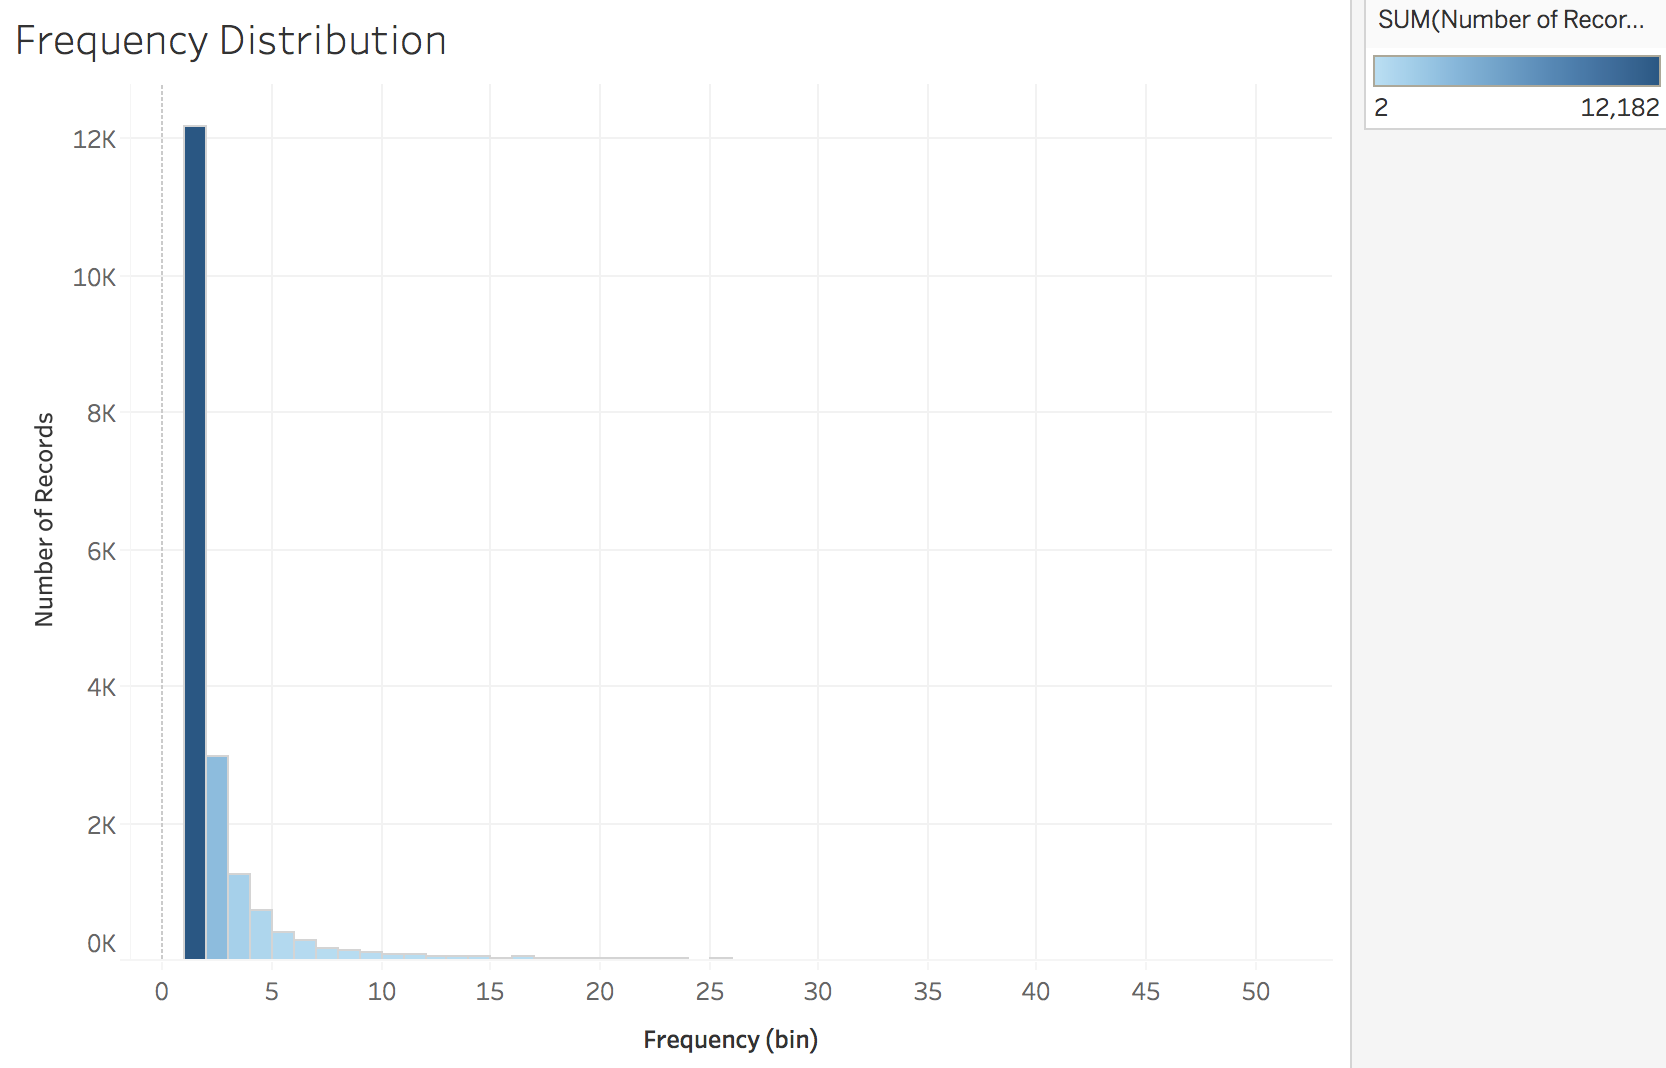 Frequency Distribution
SUM(Number of Recor...
2 12,182
12K
10K
8K
6K
4K
2K
0K
Number of Records
0 5 10 15 20 25 30 35 40 45 50
Frequency (bin)